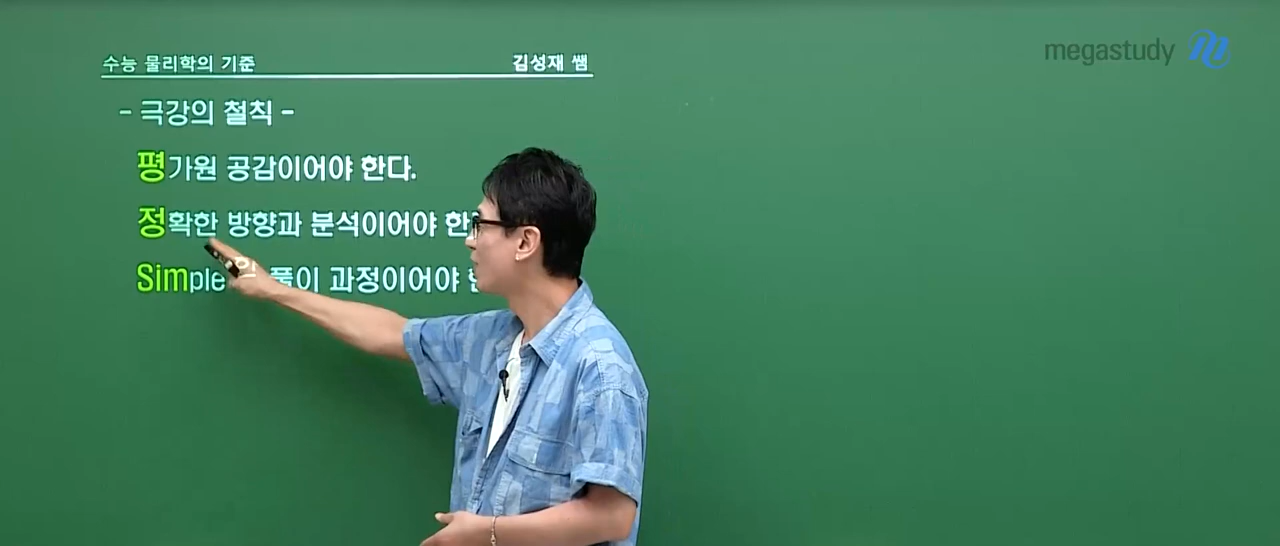 수능 물리학의 기준 김성재 쌤
megastudy
- 극강의 철칙 -
평가원 공감이어야 한다.
정확한 방향과 분석이어야
Simple 풀이 과정이어야